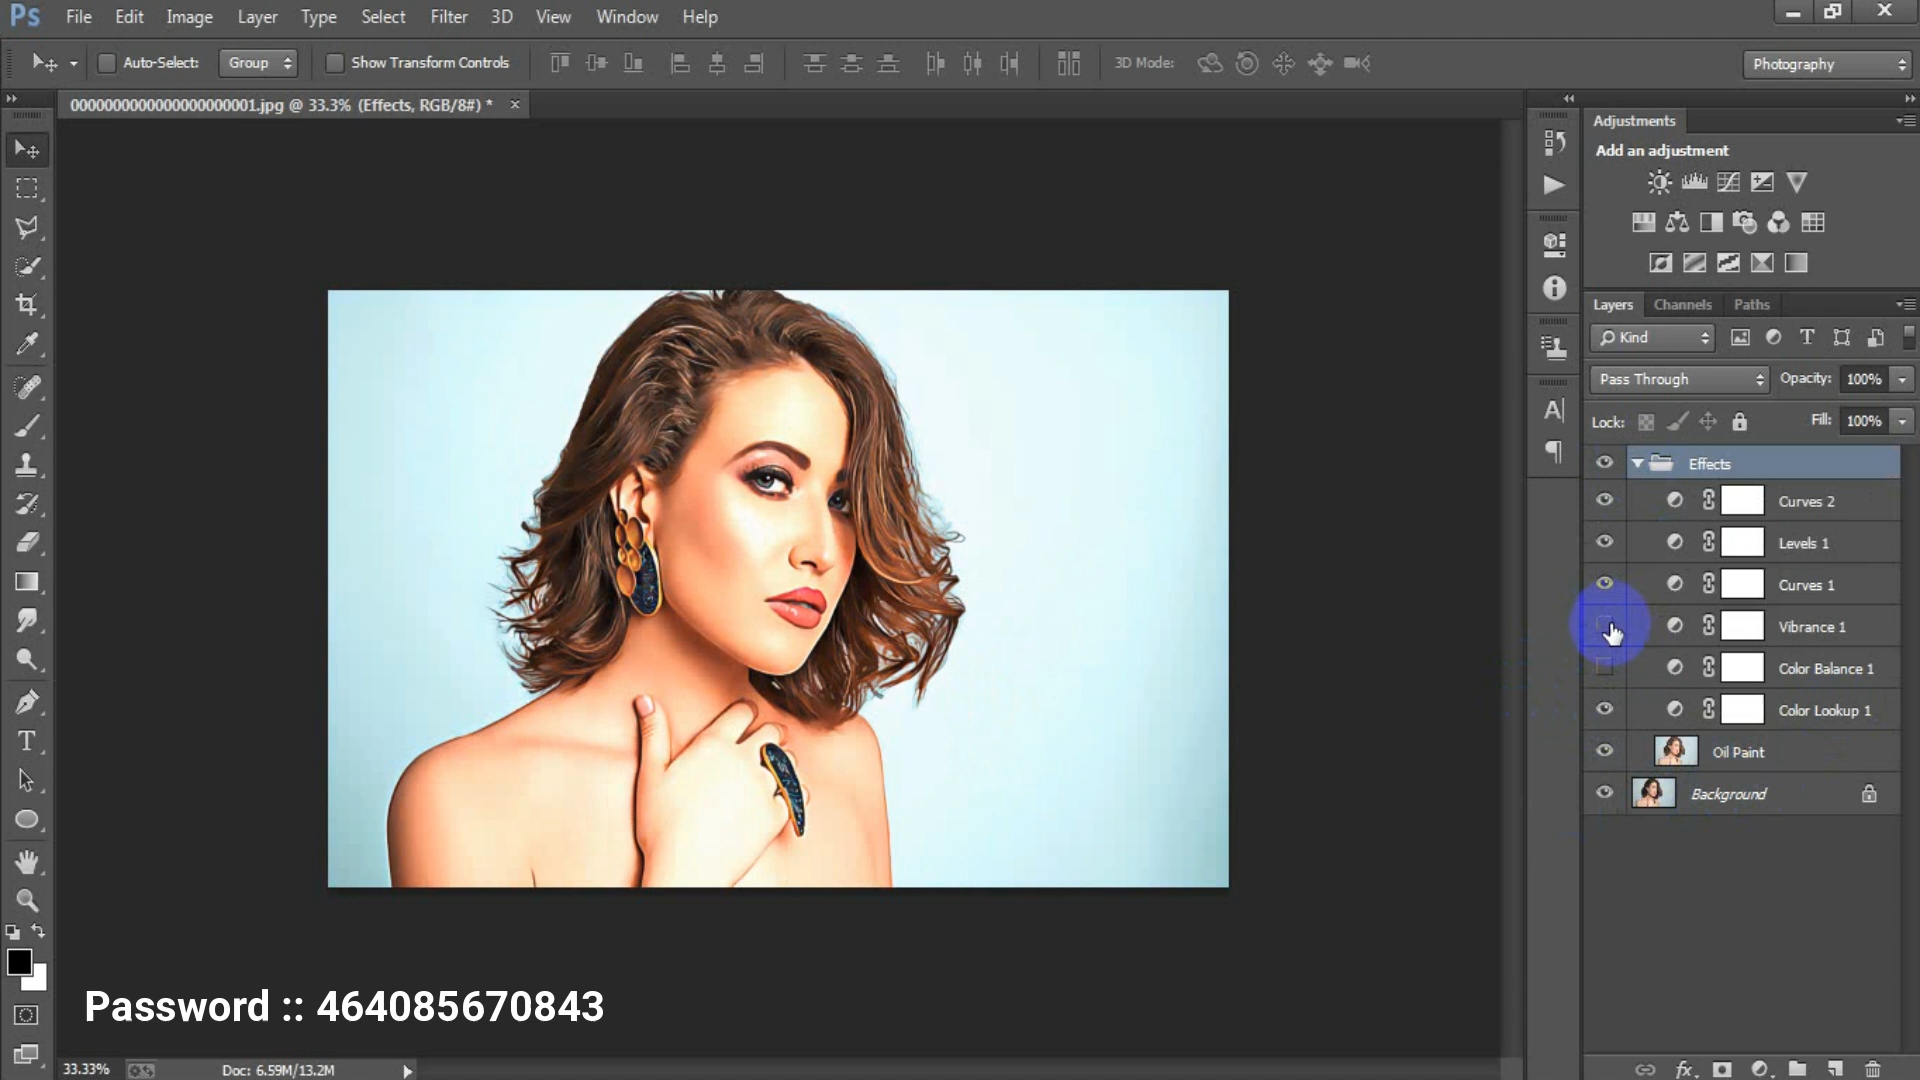 Ps File Edit Image Layer Type Select Filter 3D View Window Help
Auto-Select: Group Show Transform Controls 3D Mode: Photography
0000000000000000000001.jpg @ 33.3% (Effects, RGB/8#) *
Adjustments
Add an adjustment
Layers Channels Paths
Kind
Pass Through Opacity: 100%
Lock: Fill: 100%
Effects
Curves 2
Levels 1
Curves 1
Vibrance 1
Color Balance 1
Color Lookup 1
Oil Paint
Background
Password :: 464085670843
33.33% Doc: 6.59M/13.2M